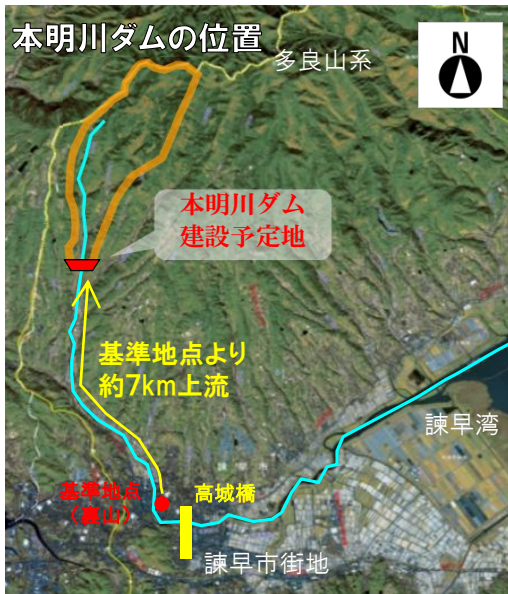 本明川ダムの位置
多良山系
N
本明川ダム
建設予定地
基準地点より
約7km上流
諫早湾
基準地点
（裏山）
高城橋
諫早市街地